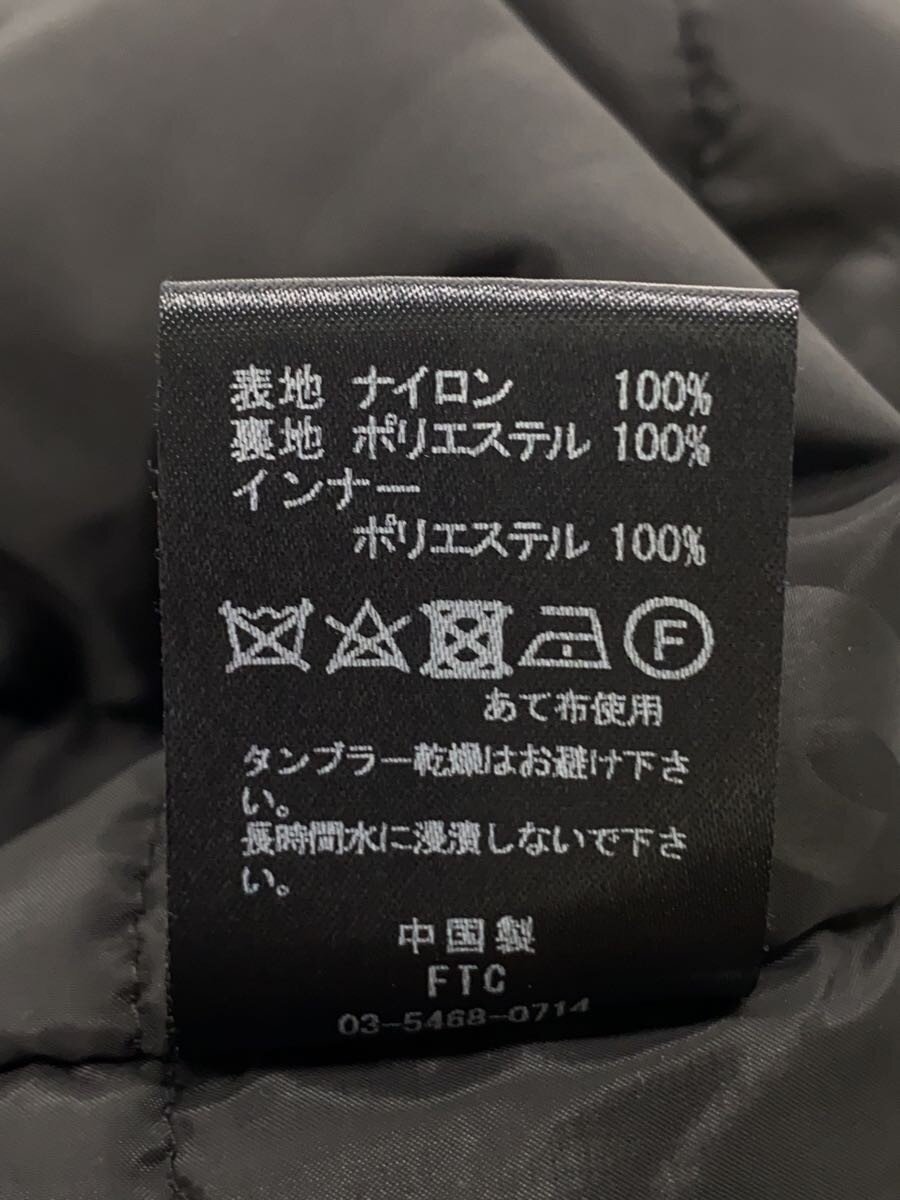 表地 ナイロン 100%
裏地 ポリエステル 100%
インナー
ポリエステル 100%
F
あて布使用
タンブラー乾燥はお避け下さ
い。
長時間水に浸漬しないで下さ
い。
中国製
FTC
03-5468-0714